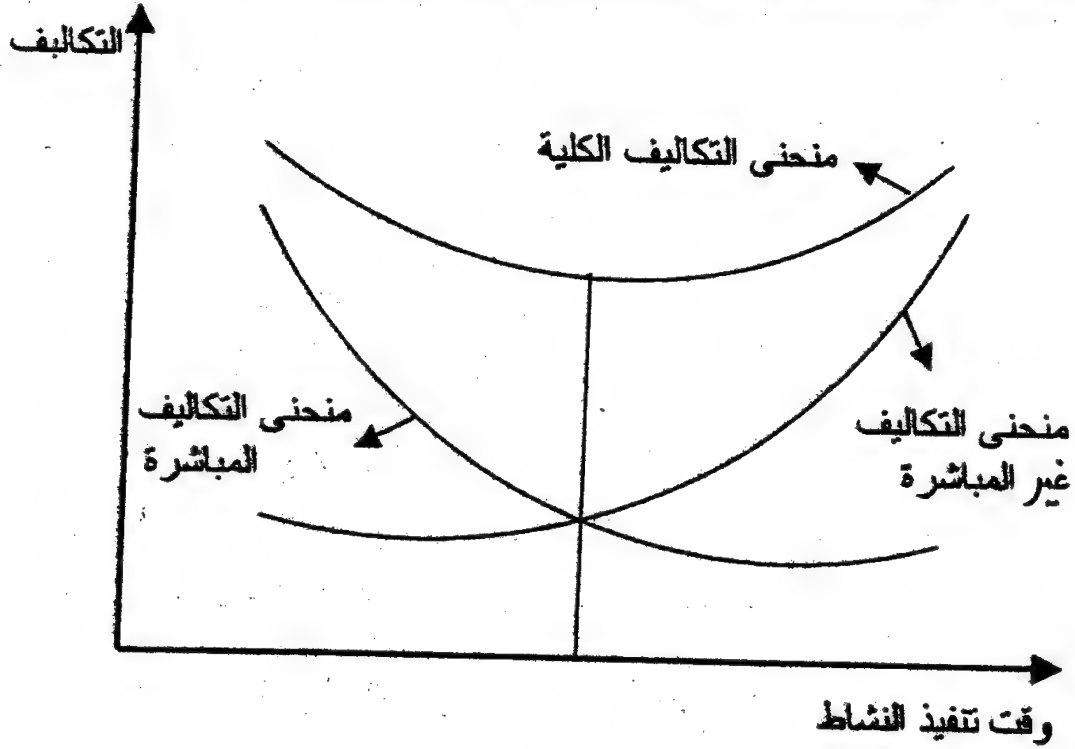 التكاليف
منحنى التكاليف الكلية
منحنى التكاليف
المباشرة
منحنى التكاليف
غير المباشرة
وقت تنفيذ النشاط